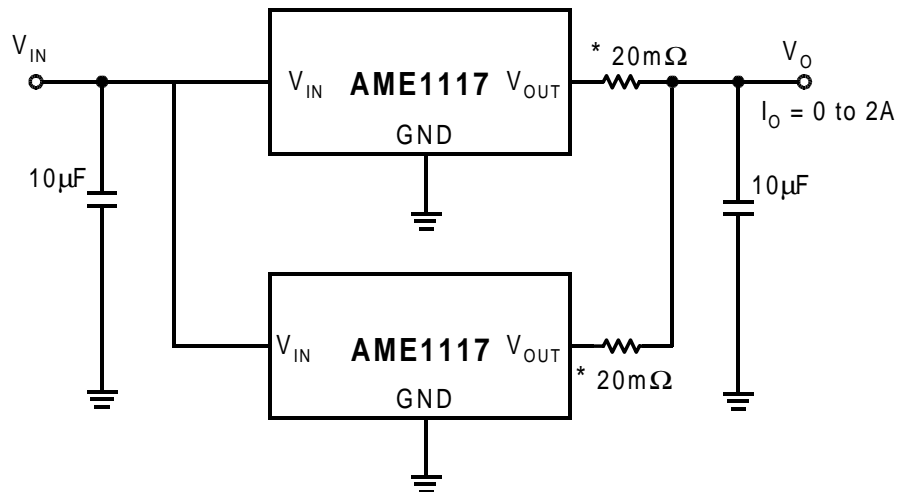 V_IN
* 20mΩ
V_O
V_IN AME1117 V_OUT
I_O = 0 to 2A
GND
10µF
10µF
V_IN AME1117 V_OUT
* 20mΩ
GND